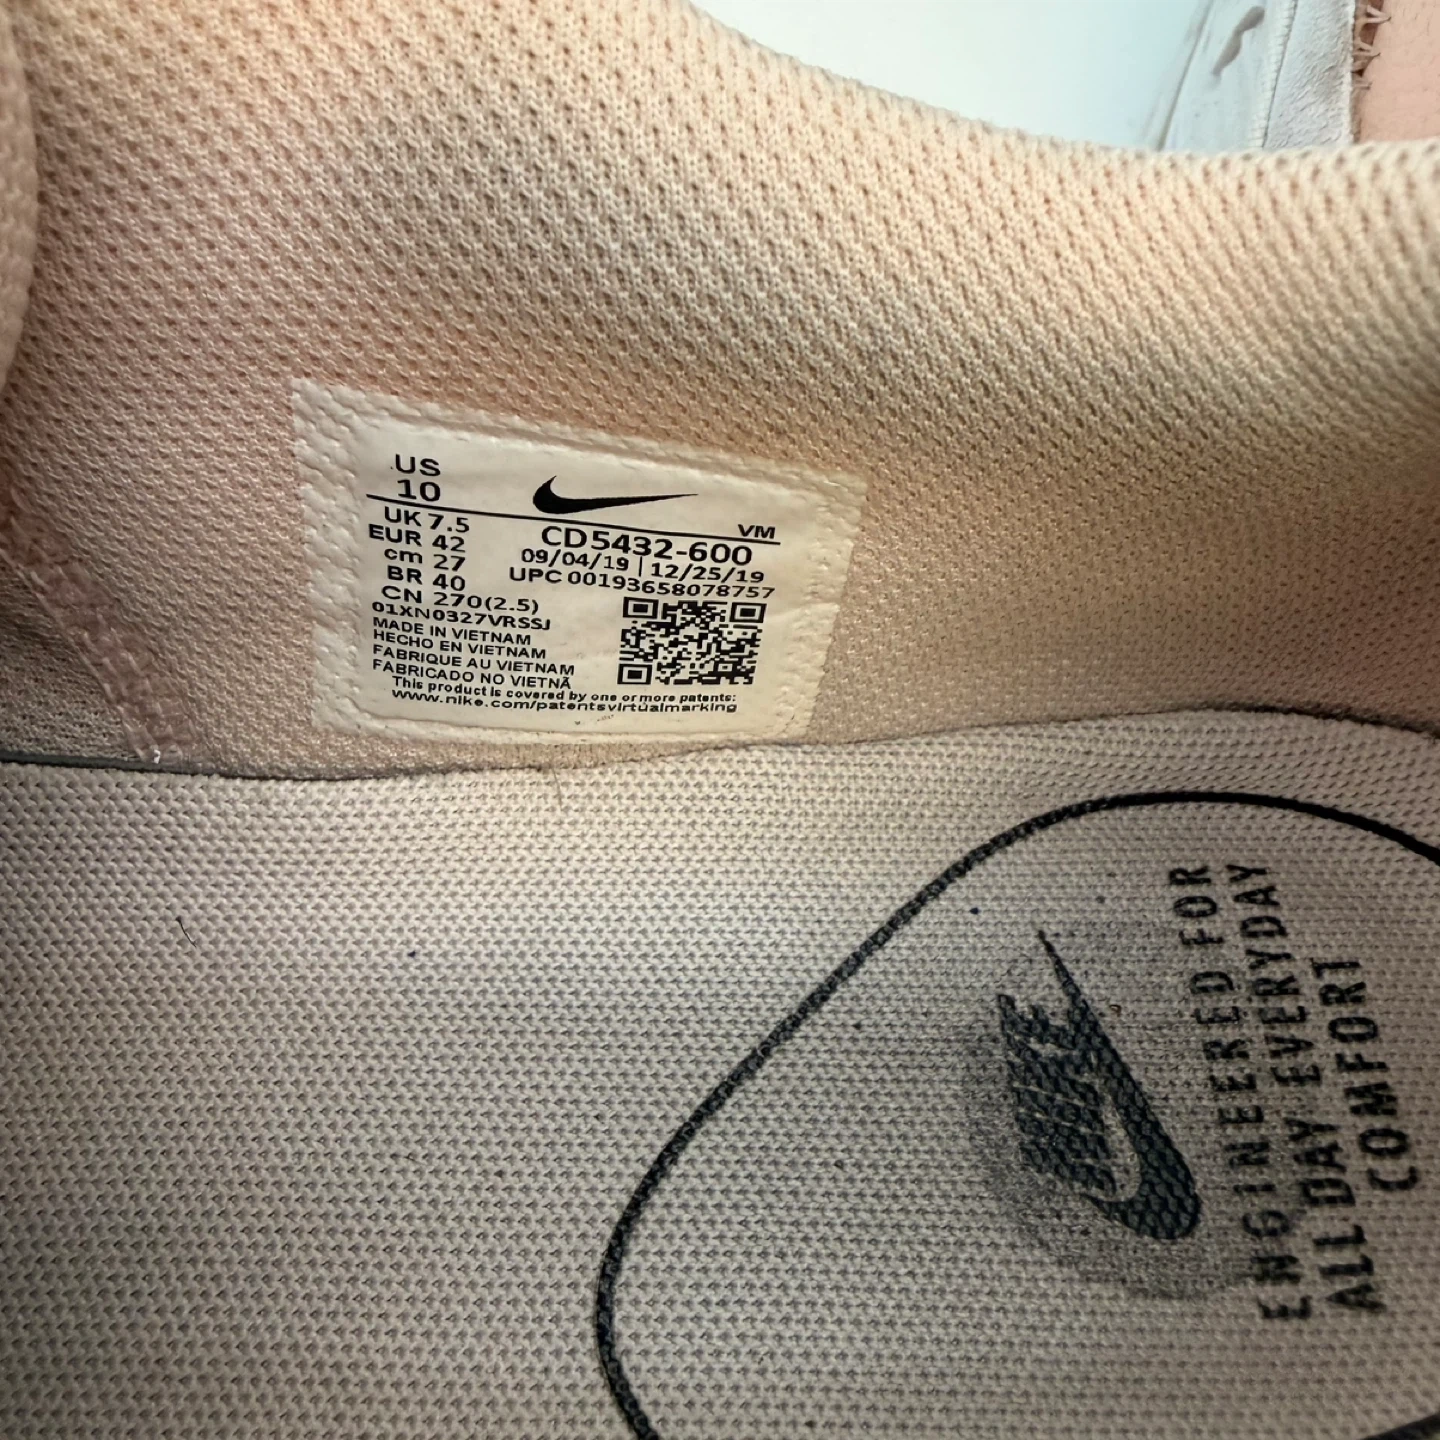 US
10
UK 7.5
EUR 42
cm 27
BR 40
CN 270(2.5)
VM
CD5432-600
09/04/19 | 12/25/19
UPC 00193658078757
01XN0327VRSSJ
MADE IN VIETNAM
HECHO EN VIETNAM
FABRIQUE AU VIETNAM
FABRICADO NO VIETNÃ
This product is covered by one or more patents:
www.nike.com/patentsvirtualmarking
NIKE
ENGINEERED FOR
ALL DAY EVERYDAY
COMFORT